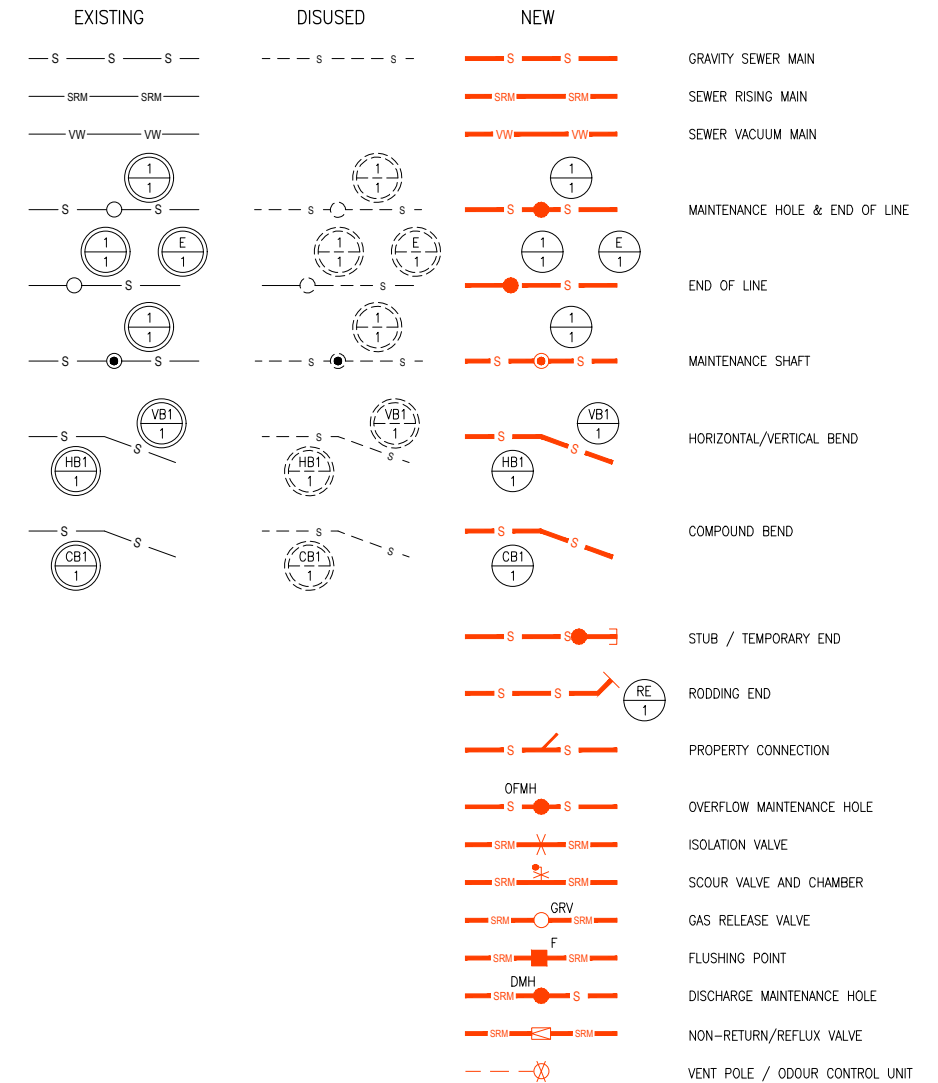 EXISTING DISUSED NEW
S S S S S S S GRAVITY SEWER MAIN
SRM SRM SRM SRM SEWER RISING MAIN
VW VW VW VW SEWER VACUUM MAIN
1 1 1
1 1 1
S S S S S S MAINTENANCE HOLE & END OF LINE
1 E 1 E 1 E
1 1 1 1 1 1
S S S END OF LINE
1 1 1
1 1 1
S S S S S S MAINTENANCE SHAFT
VB1 VB1 VB1
1 1 1
S S S HORIZONTAL/VERTICAL BEND
S S S
HB1 HB1 HB1
1 1 1
S S S COMPOUND BEND
S S S
CB1 CB1 CB1
1 1 1
S S STUB / TEMPORARY END
S S RE RODDING END
1
S S PROPERTY CONNECTION
OFMH
S S OVERFLOW MAINTENANCE HOLE
SRM SRM ISOLATION VALVE
SRM SRM SCOUR VALVE AND CHAMBER
GRV
SRM SRM GAS RELEASE VALVE
F
SRM SRM FLUSHING POINT
DMH
SRM S DISCHARGE MAINTENANCE HOLE
SRM SRM NON-RETURN/REFLUX VALVE
VENT POLE / ODOUR CONTROL UNIT